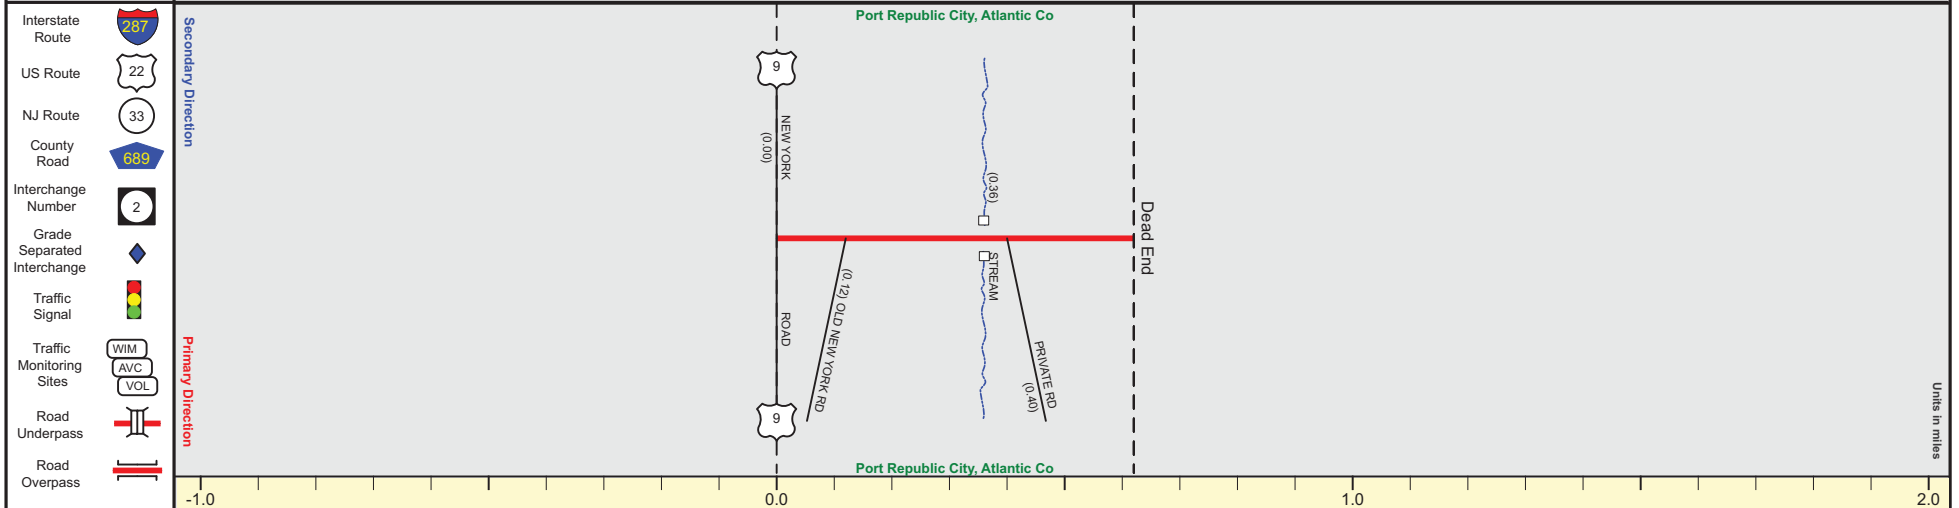 Interstate
Route
287
US Route
22
NJ Route
33
County
Road
689
Interchange
Number
2
Grade
Separated
Interchange
Traffic
Signal
Traffic
Monitoring
Sites
WIM
AVC
VOL
Road
Underpass
Road
Overpass
Secondary Direction
Primary Direction
Port Republic City, Atlantic Co
9
NEW YORK
(0.00)
ROAD
9
(0.12) OLD NEW YORK RD
(0.36)
STREAM
PRIVATE RD
(0.40)
Dead End
Port Republic City, Atlantic Co
Units in miles
-1.0
0.0
1.0
2.0